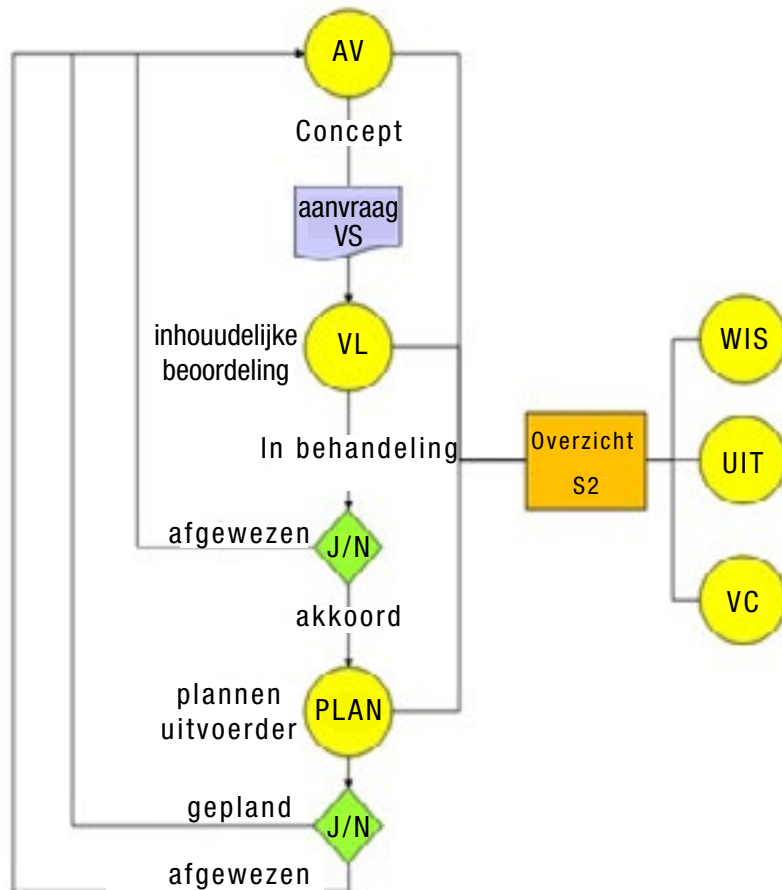 AV
Concept
aanvraag
VS
inhouudelijke
beoordeling
VL
WIS
In behandeling
Overzicht
S2
UIT
afgewezen
J/N
VC
akkoord
plannen
uitvoerder
PLAN
gepland
J/N
afgewezen